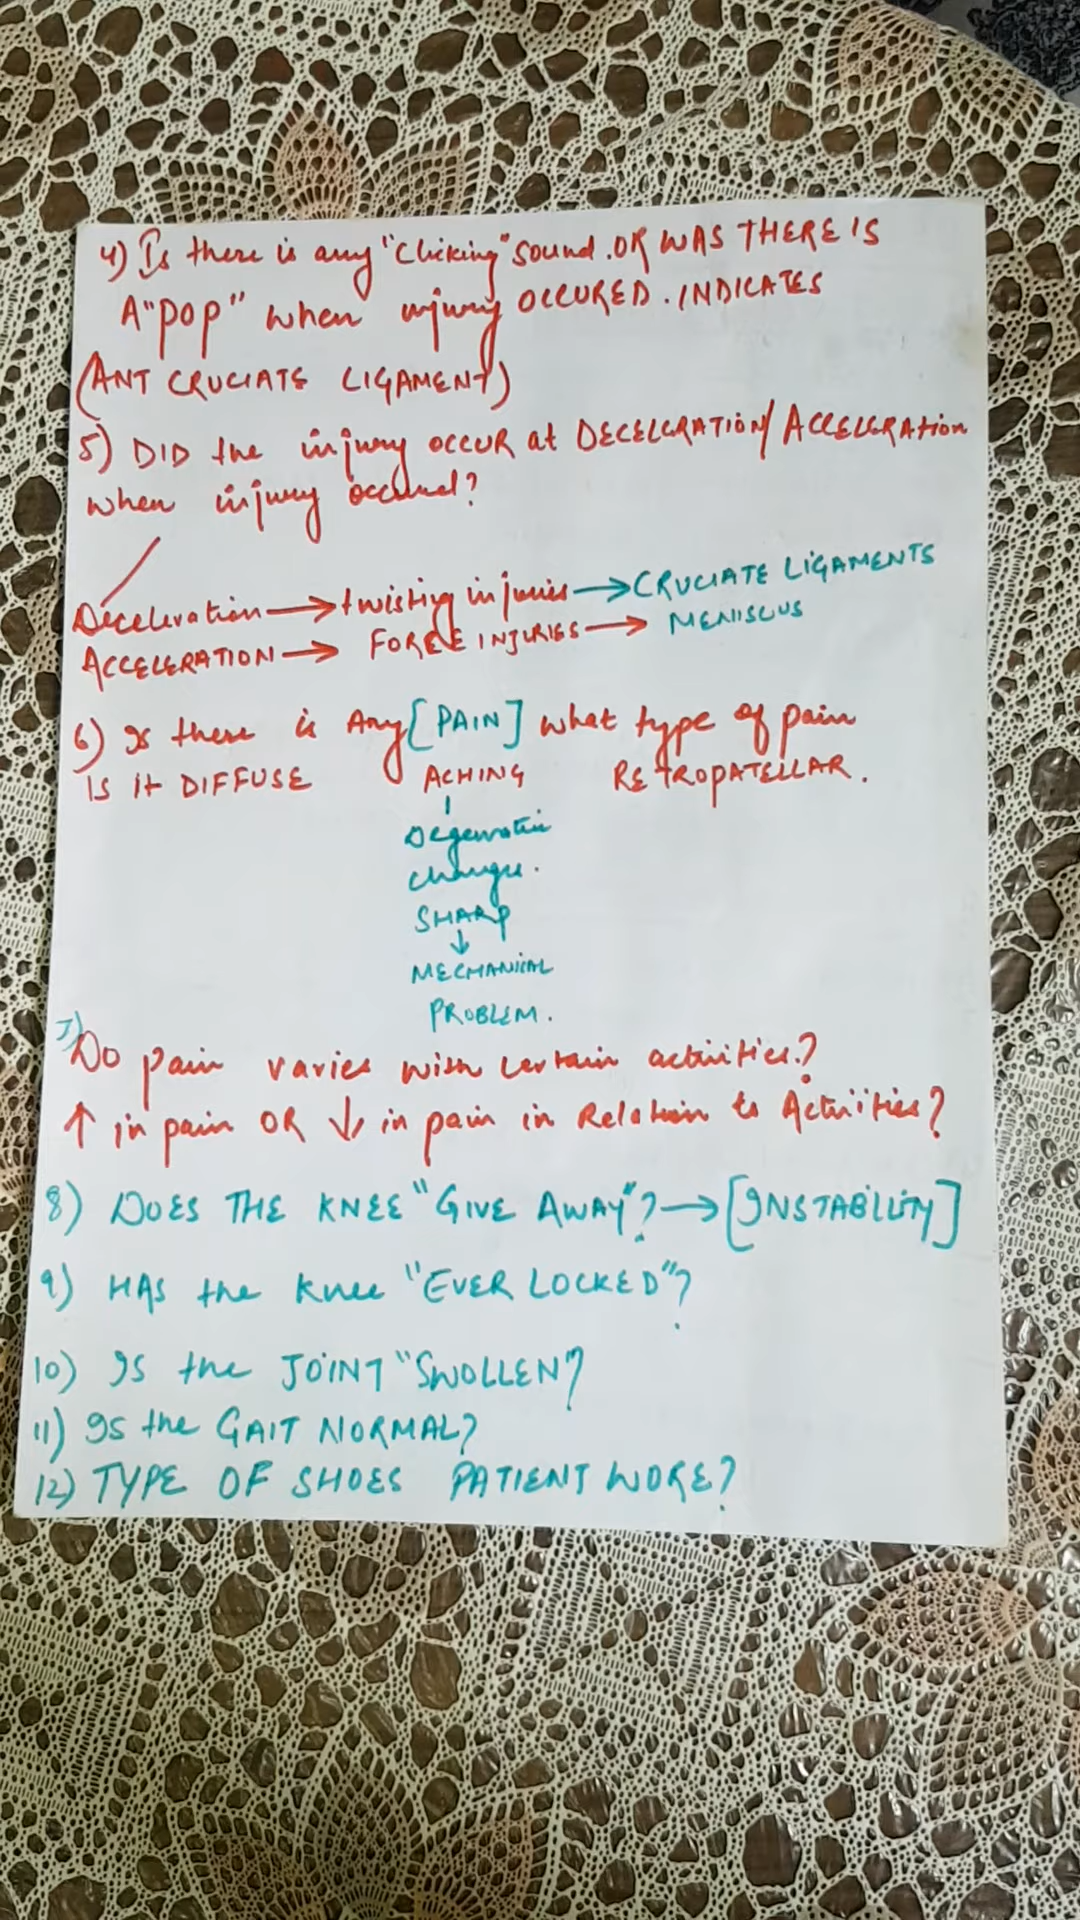 4) Is there is any "Clicking" sound. OR WAS THERE IS
A "POP" when injury OCCURED. INDICATES
(ANT CRUCIATE LIGAMENT)
5) DID the injury OCCUR at DECELERATION/ACCELERATION
when injury occured?
Deceleration → twisting injuries → CRUCIATE LIGAMENTS
ACCELERATION → FORCE INJURIES → MENISCUS
6) Is there is Any [PAIN] what type of pain
IS it DIFFUSE ACHING RETROPATELLAR.
Degenratie
changes.
SHARP
↓
MECHANICAL
PROBLEM.
7) Do pain varies with certain activities?
↑ in pain OR ↓ in pain in Relation to Activities?
8) DOES THE KNEE "GIVE AWAY"? → [INSTABILITY]
9) HAS the knee "EVER LOCKED"?
10) Is the JOINT "SWOLLEN?
11) Is the GAIT NORMAL?
12) TYPE OF SHOES PATIENT WORE?